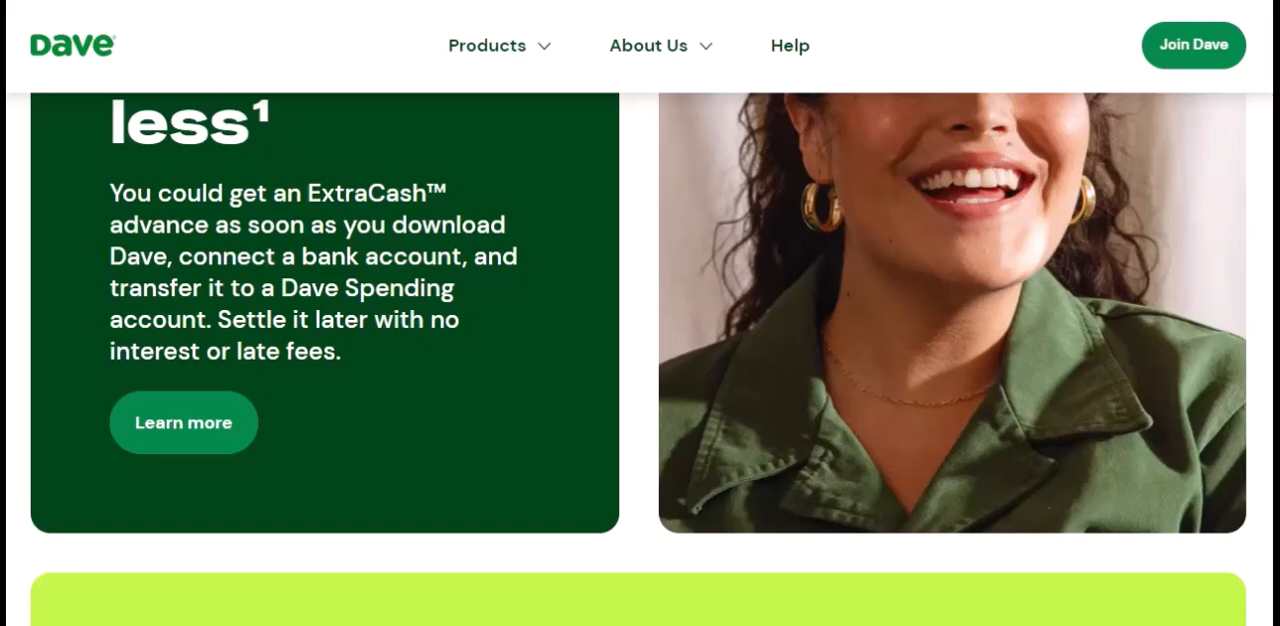 Dave
Products
About Us
Help
Join Dave
less¹
You could get an ExtraCash™
advance as soon as you download
Dave, connect a bank account, and
transfer it to a Dave Spending
account. Settle it later with no
interest or late fees.
Learn more